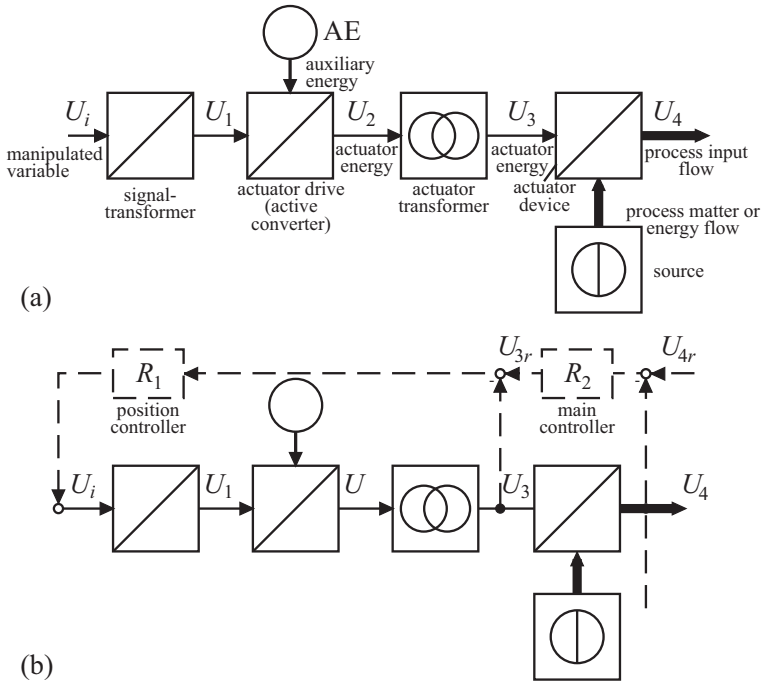 AE
auxiliary
energy
U_i
U_1
U_2
U_3
U_4
manipulated
variable
actuator
energy
actuator
energy
process input
flow
signal-
transformer
actuator drive
(active
converter)
actuator
transformer
actuator
device
process matter or
energy flow
source
(a)
R_1
U_3r
R_2
U_4r
-
-
position
controller
main
controller
U_i
U_1
U
U_3
U_4
(b)